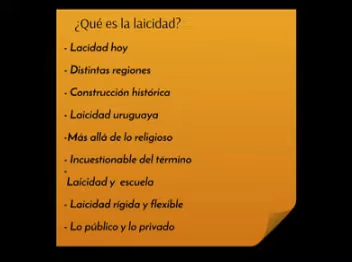 ¿Qué es la laicidad?
- Lacidad hoy
- Distintas regiones
- Construcción histórica
- Laicidad uruguaya
-Más allá de lo religioso
- Incuestionable del término
-
Laicidad y escuela
- Laicidad rígida y flexible
- Lo público y lo privado